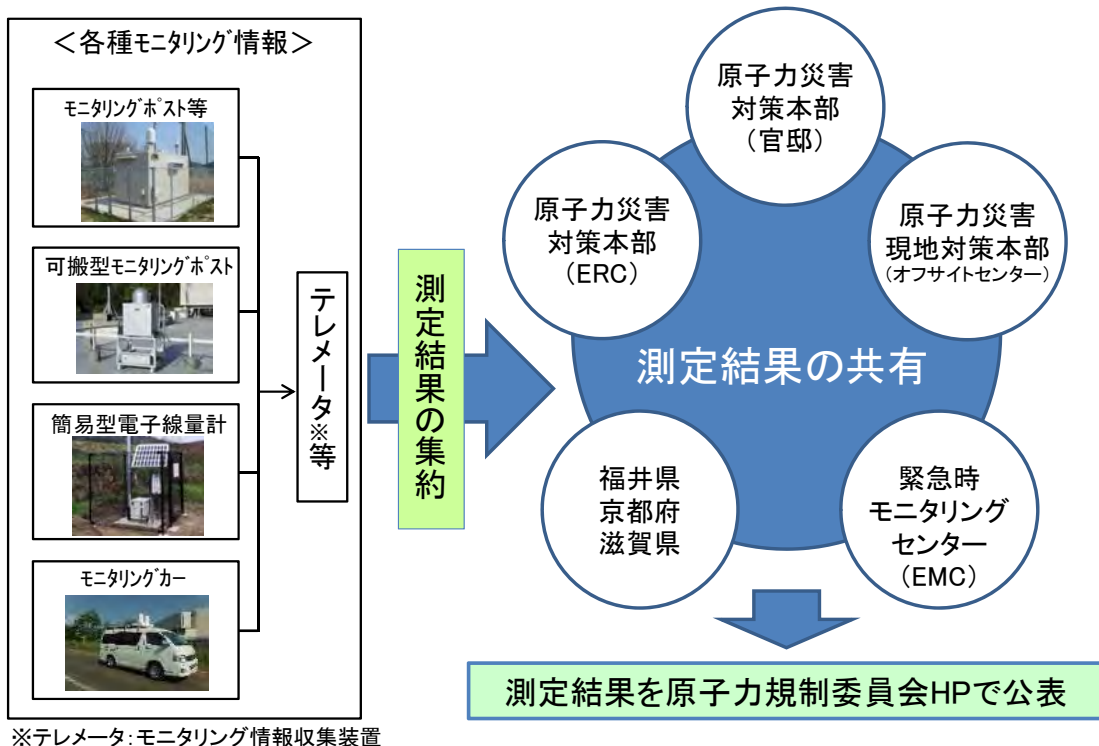 ＜各種ﾓﾆﾀﾘﾝｸﾞ情報＞
ﾓﾆﾀﾘﾝｸﾞﾎﾟｽﾄ等
可搬型ﾓﾆﾀﾘﾝｸﾞﾎﾟｽﾄ
簡易型電子線量計
ﾓﾆﾀﾘﾝｸﾞｶｰ
※テレメータ：モニタリング情報収集装置
テレメータ※等
測定結果の集約
原子力災害
対策本部
（官邸）
原子力災害
対策本部
（ERC）
原子力災害
現地対策本部
（オフサイトセンター）
測定結果の共有
福井県
京都府
滋賀県
緊急時
モニタリング
センター
（EMC）
測定結果を原子力規制委員会HPで公表